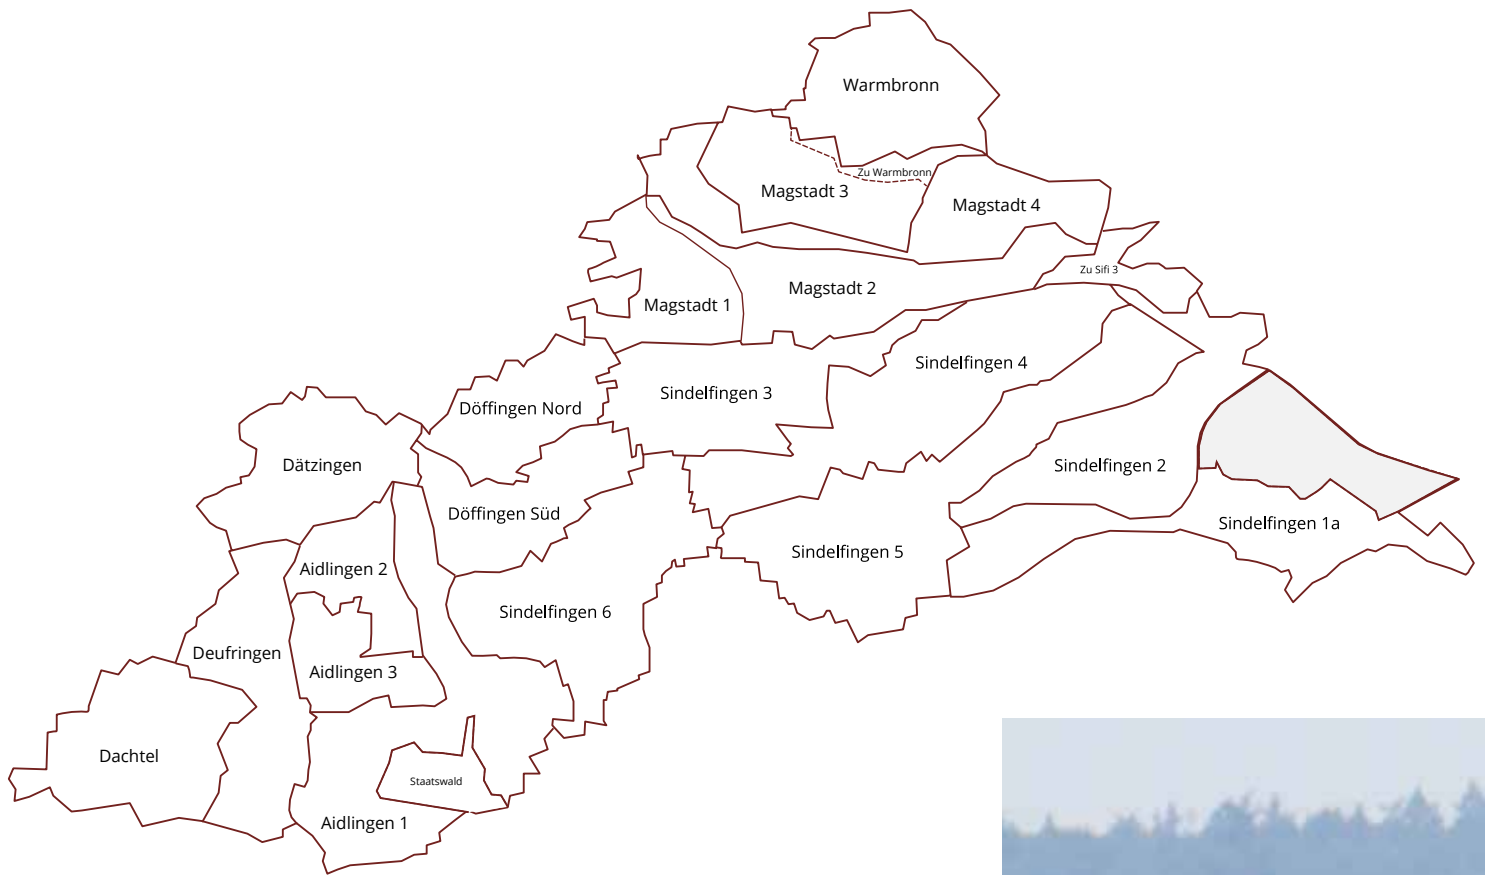 Warmbronn
Zu Warmbronn
Magstadt 3
Magstadt 4
Zu Sifi 3
Magstadt 2
Magstadt 1
Sindelfingen 4
Sindelfingen 3
Döffingen Nord
Dätzingen
Sindelfingen 2
Döffingen Süd
Sindelfingen 1a
Sindelfingen 5
Aidlingen 2
Sindelfingen 6
Deufringen
Aidlingen 3
Dachtel
Staatswald
Aidlingen 1